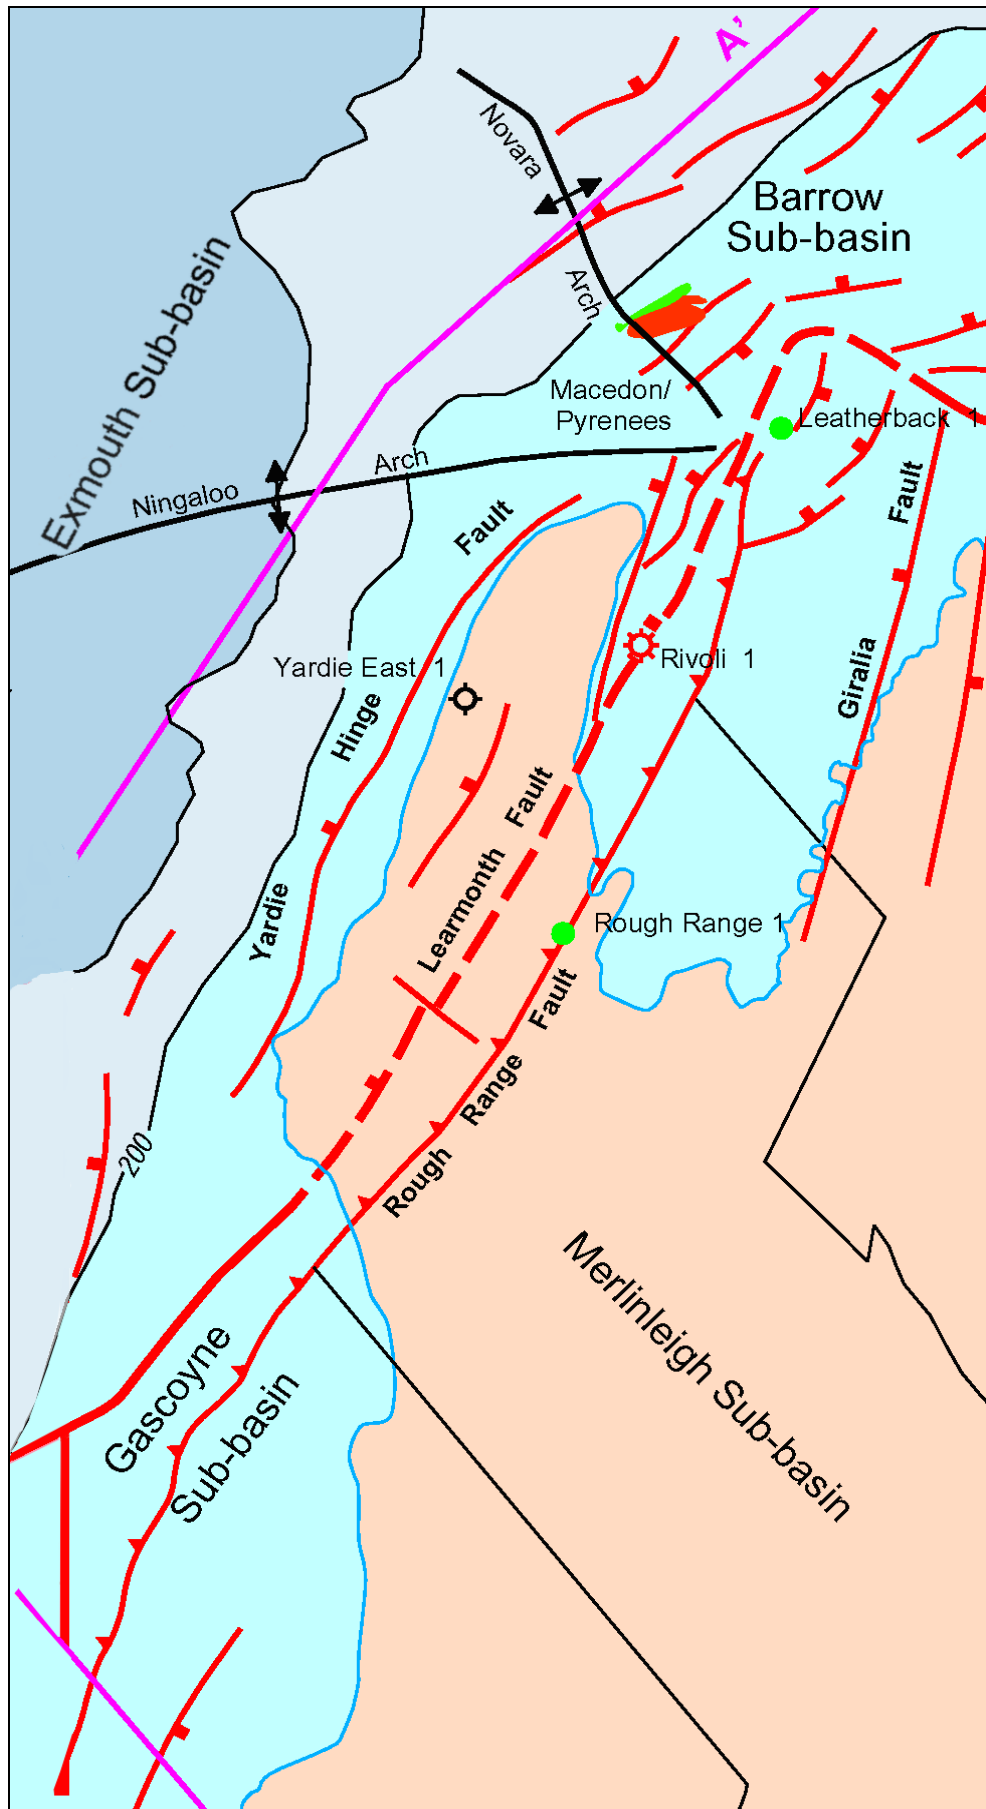 A'
Novara
Arch
Barrow
Sub-basin
Exmouth Sub-basin
Macedon/
Pyrenees
Leatherback 1
Ningaloo
Arch
Fault
Fault
Yardie East 1
Rivoli 1
Giralia
Hinge
Fault
Learmonth
Yardie
Rough Range 1
Fault
Range
Rough
200
Merlinleigh Sub-basin
Gascoyne
Sub-basin